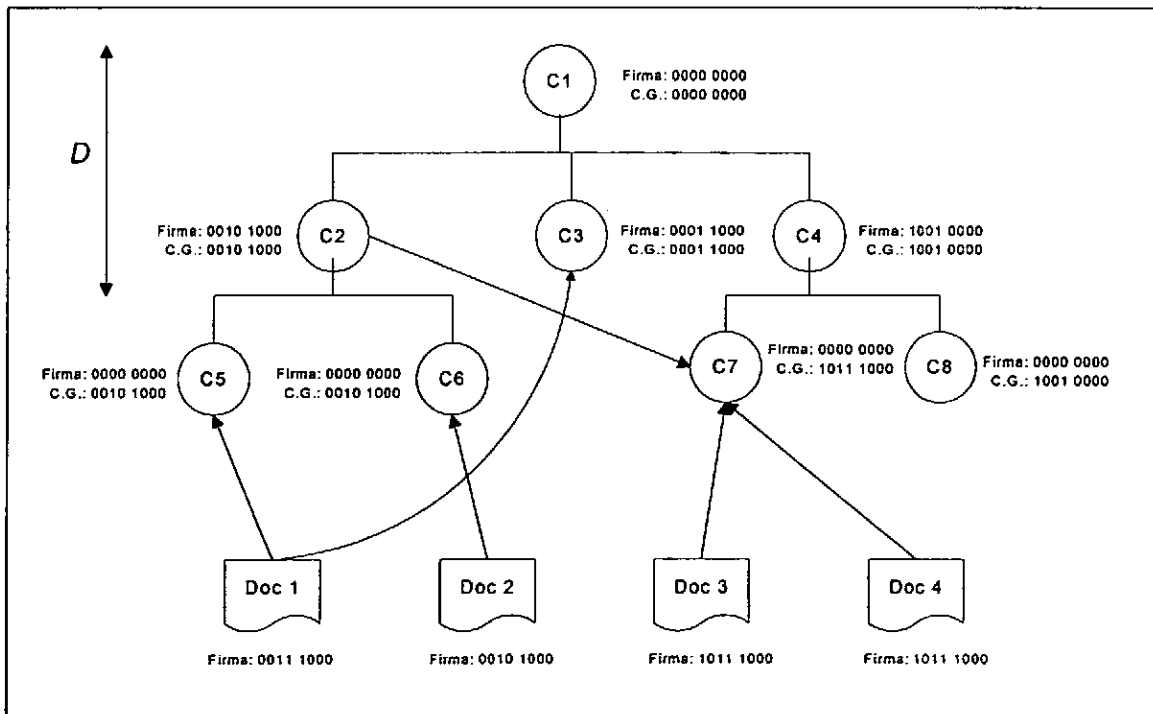 C1
Firma: 0000 0000
C.G.: 0000 0000
D
Firma: 0010 1000
C.G.: 0010 1000
C2
C3
Firma: 0001 1000
C.G.: 0001 1000
C4
Firma: 1001 0000
C.G.: 1001 0000
Firma: 0000 0000
C.G.: 0010 1000
C5
Firma: 0000 0000
C.G.: 0010 1000
C6
C7
Firma: 0000 0000
C.G.: 1011 1000
C8
Firma: 0000 0000
C.G.: 1001 0000
Doc 1
Doc 2
Doc 3
Doc 4
Firma: 0011 1000
Firma: 0010 1000
Firma: 1011 1000
Firma: 1011 1000